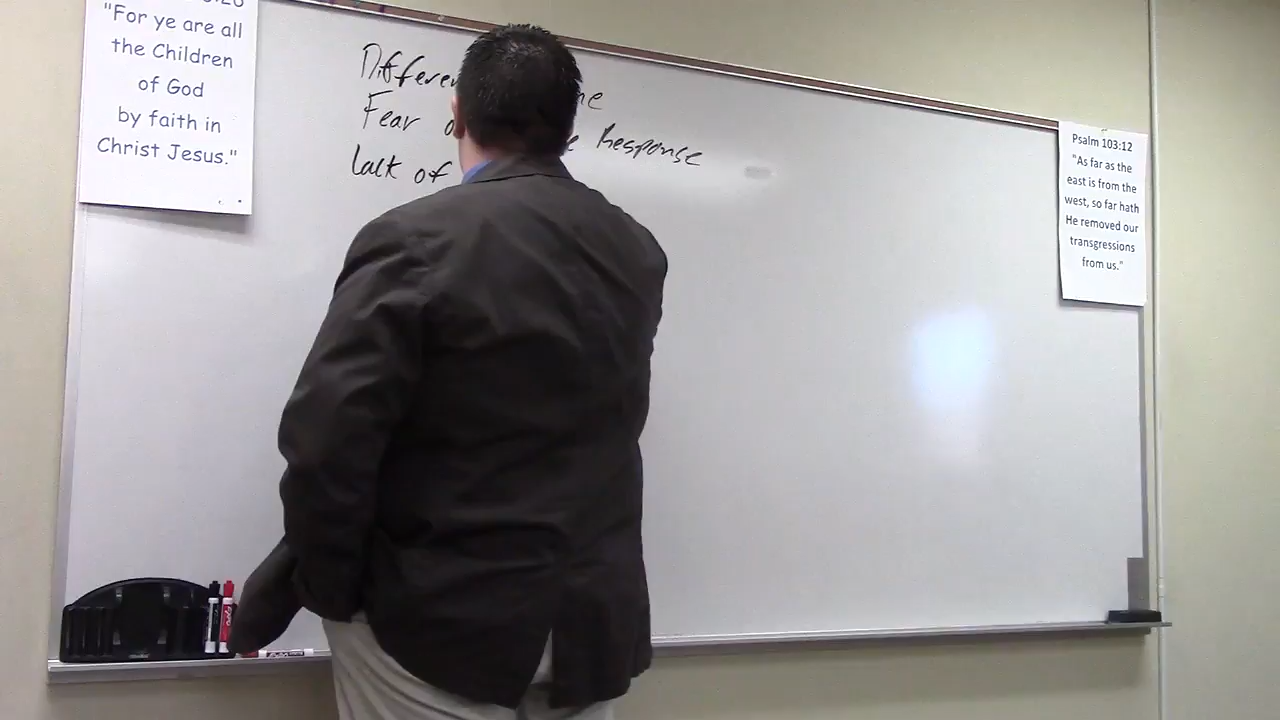 "For ye are all
the Children
of God
by faith in
Christ Jesus."
Fear
Response
lack of
Psalm 103:12
"As far as the
east is from the
west, so far hath
He removed our
transgressions
from us."